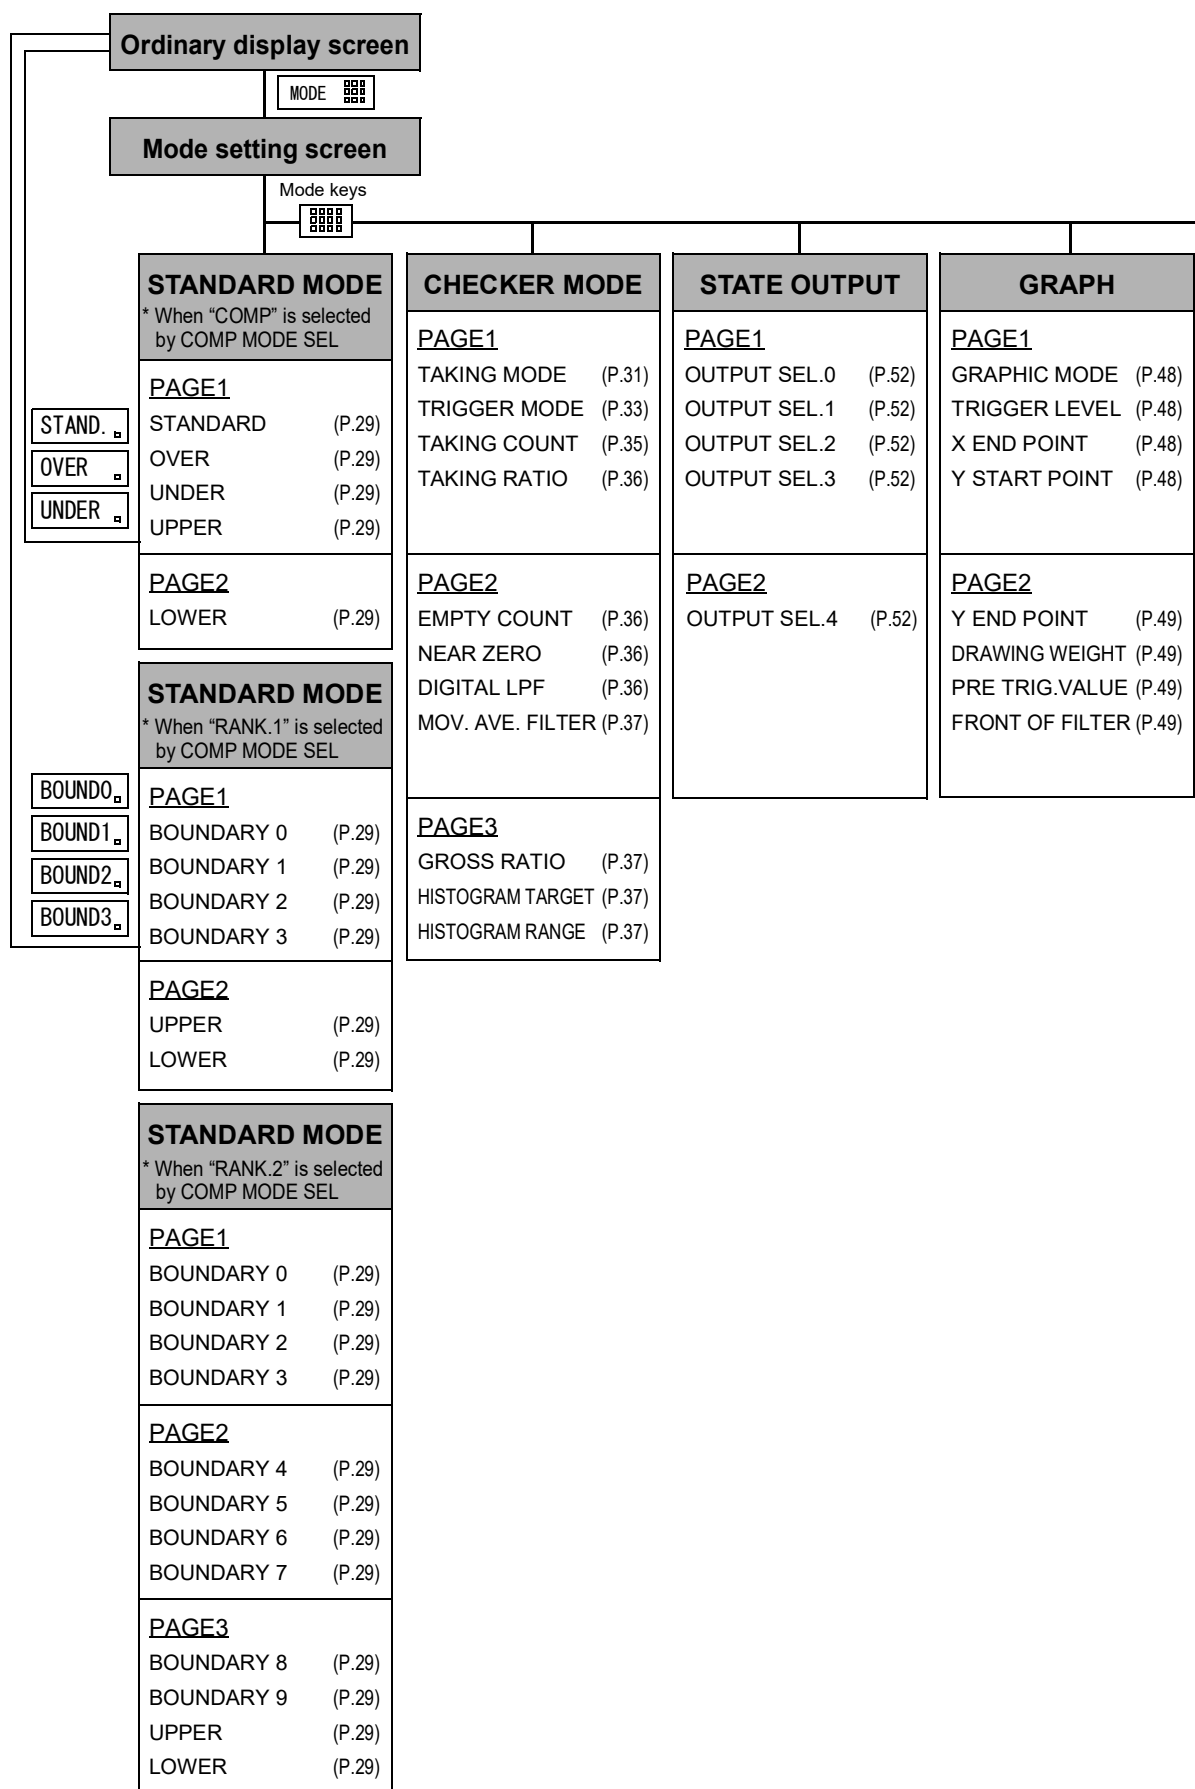 Ordinary display screen
MODE
Mode setting screen
Mode keys
STANDARD MODE
* When “COMP” is selected
by COMP MODE SEL
PAGE1
STAND.
OVER
UNDER
STANDARD (P.29)
OVER (P.29)
UNDER (P.29)
UPPER (P.29)
PAGE2
LOWER (P.29)
STANDARD MODE
* When “RANK.1” is selected
by COMP MODE SEL
BOUND0
BOUND1
BOUND2
BOUND3
PAGE1
BOUNDARY 0 (P.29)
BOUNDARY 1 (P.29)
BOUNDARY 2 (P.29)
BOUNDARY 3 (P.29)
PAGE2
UPPER (P.29)
LOWER (P.29)
STANDARD MODE
* When “RANK.2” is selected
by COMP MODE SEL
PAGE1
BOUNDARY 0 (P.29)
BOUNDARY 1 (P.29)
BOUNDARY 2 (P.29)
BOUNDARY 3 (P.29)
PAGE2
BOUNDARY 4 (P.29)
BOUNDARY 5 (P.29)
BOUNDARY 6 (P.29)
BOUNDARY 7 (P.29)
PAGE3
BOUNDARY 8 (P.29)
BOUNDARY 9 (P.29)
UPPER (P.29)
LOWER (P.29)
CHECKER MODE
PAGE1
TAKING MODE (P.31)
TRIGGER MODE (P.33)
TAKING COUNT (P.35)
TAKING RATIO (P.36)
PAGE2
EMPTY COUNT (P.36)
NEAR ZERO (P.36)
DIGITAL LPF (P.36)
MOV. AVE. FILTER (P.37)
PAGE3
GROSS RATIO (P.37)
HISTOGRAM TARGET (P.37)
HISTOGRAM RANGE (P.37)
STATE OUTPUT
PAGE1
OUTPUT SEL.0 (P.52)
OUTPUT SEL.1 (P.52)
OUTPUT SEL.2 (P.52)
OUTPUT SEL.3 (P.52)
PAGE2
OUTPUT SEL.4 (P.52)
GRAPH
PAGE1
GRAPHIC MODE (P.48)
TRIGGER LEVEL (P.48)
X END POINT (P.48)
Y START POINT (P.48)
PAGE2
Y END POINT (P.49)
DRAWING WEIGHT (P.49)
PRE TRIG.VALUE (P.49)
FRONT OF FILTER (P.49)